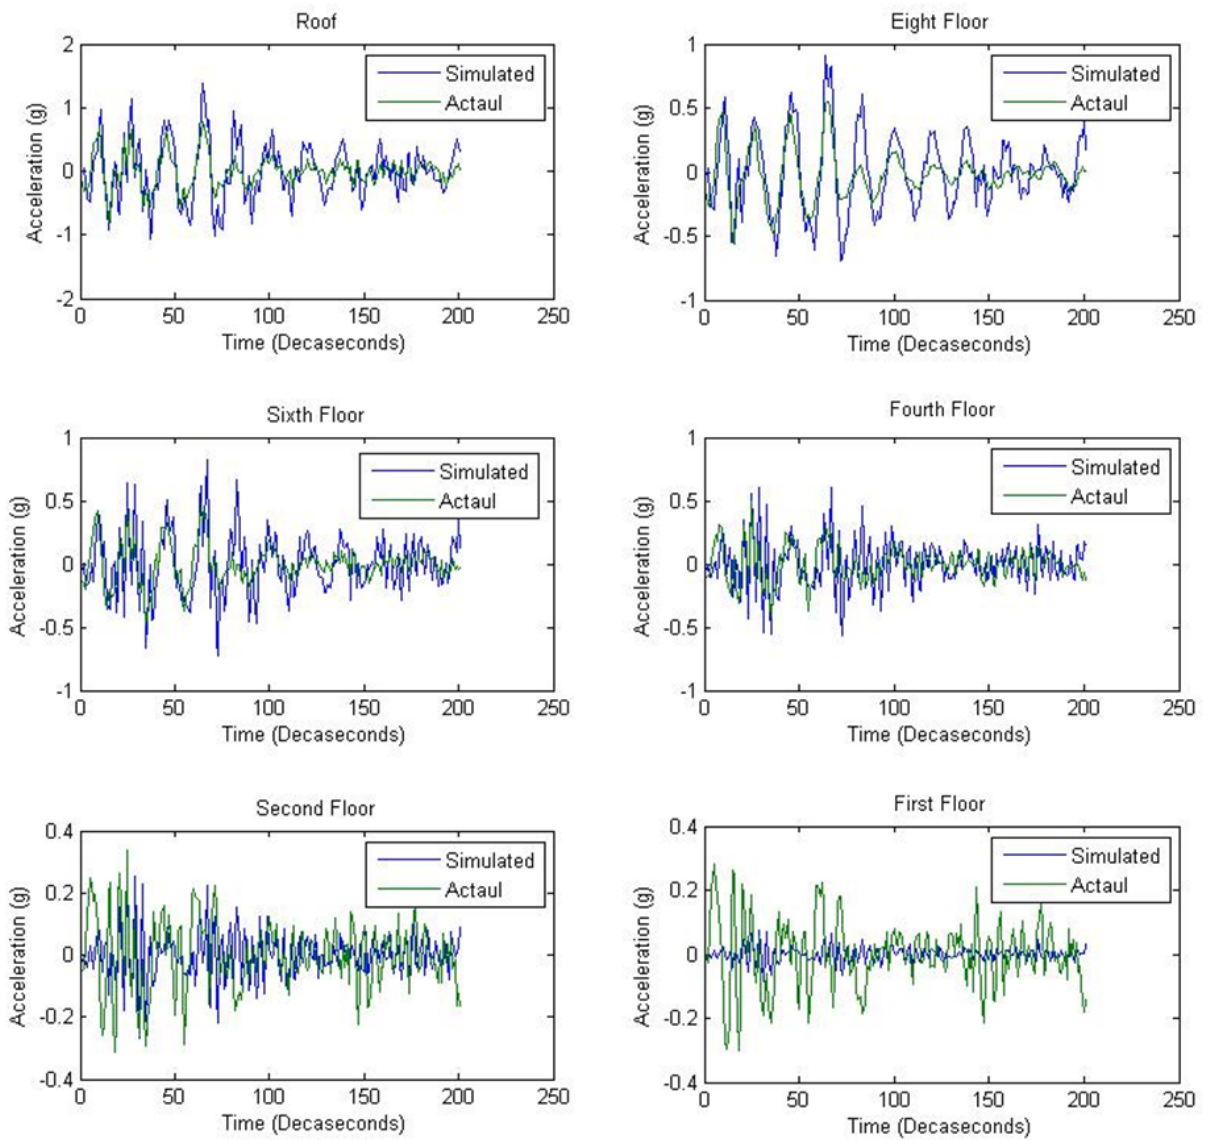 Roof
2
1
0
-1
-2
Acceleration (g)
Simulated
Actaul
0 50 100 150 200 250
Time (Decaseconds)
Eight Floor
1
0.5
0
-0.5
-1
Acceleration (g)
Simulated
Actaul
0 50 100 150 200 250
Time (Decaseconds)
Sixth Floor
1
0.5
0
-0.5
-1
Acceleration (g)
Simulated
Actaul
0 50 100 150 200 250
Time (Decaseconds)
Fourth Floor
1
0.5
0
-0.5
-1
Acceleration (g)
Simulated
Actaul
0 50 100 150 200 250
Time (Decaseconds)
Second Floor
0.4
0.2
0
-0.2
-0.4
Acceleration (g)
Simulated
Actaul
0 50 100 150 200 250
Time (Decaseconds)
First Floor
0.4
0.2
0
-0.2
-0.4
Acceleration (g)
Simulated
Actaul
0 50 100 150 200 250
Time (Decaseconds)